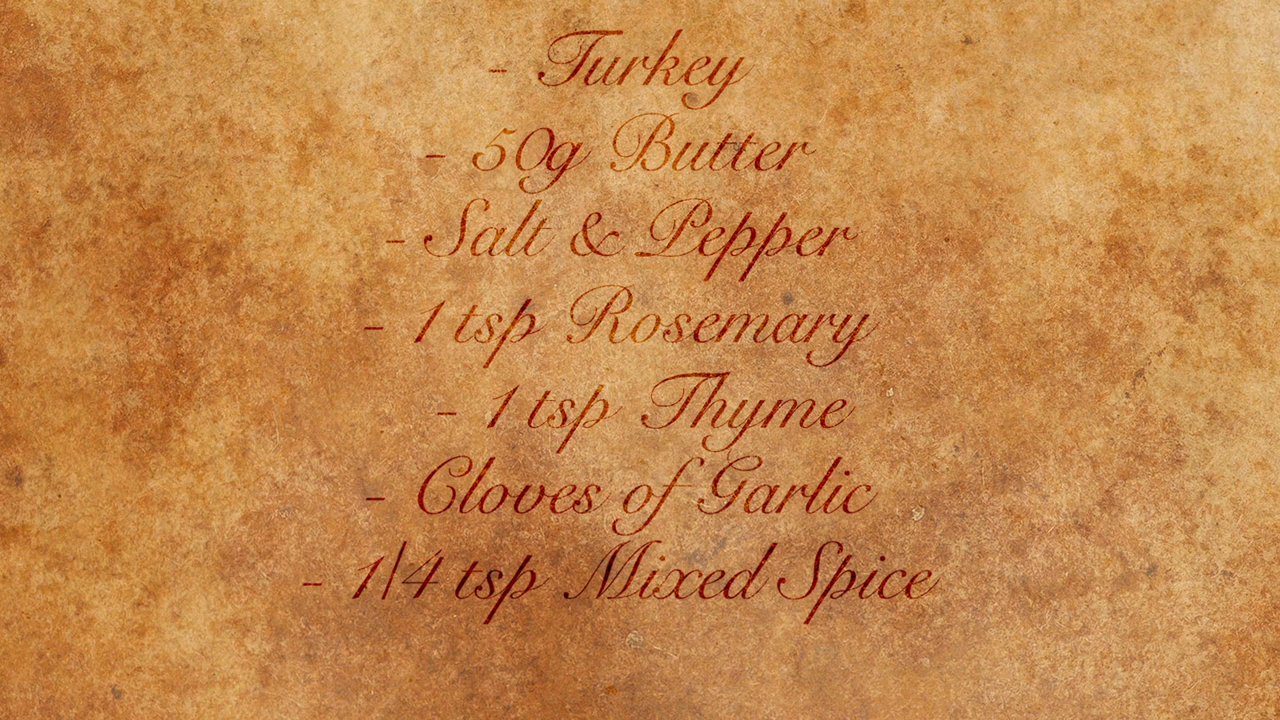 - Turkey
- 50g Butter
- Salt & Pepper
- 1 tsp Rosemary
- 1 tsp Thyme
- Cloves of Garlic
- 1/4 tsp Mixed Spice